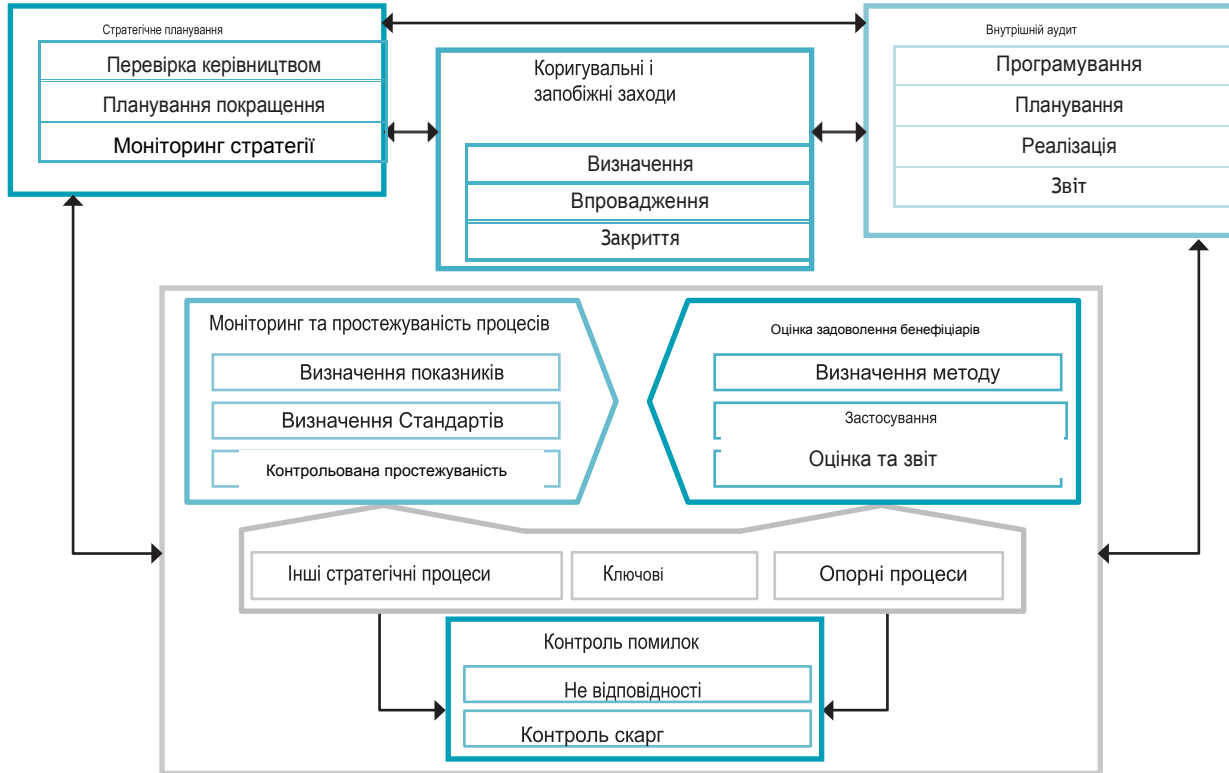 Стратегічне планування
Перевірка керівництвом
Планування покращення
Моніторинг стратегії
Коригувальні і
запобіжні заходи
Визначення
Впровадження
Закриття
Внутрішній аудит
Програмування
Планування
Реалізація
Звіт
Моніторинг та простежуваність процесів
Визначення показників
Визначення Стандартів
Контрольована простежуваність
Оцінка задоволення бенефіціарів
Визначення методу
Застосування
Оцінка та звіт
Інші стратегічні процеси
Ключові
Опорні процеси
Контроль помилок
Не відповідності
Контроль скарг